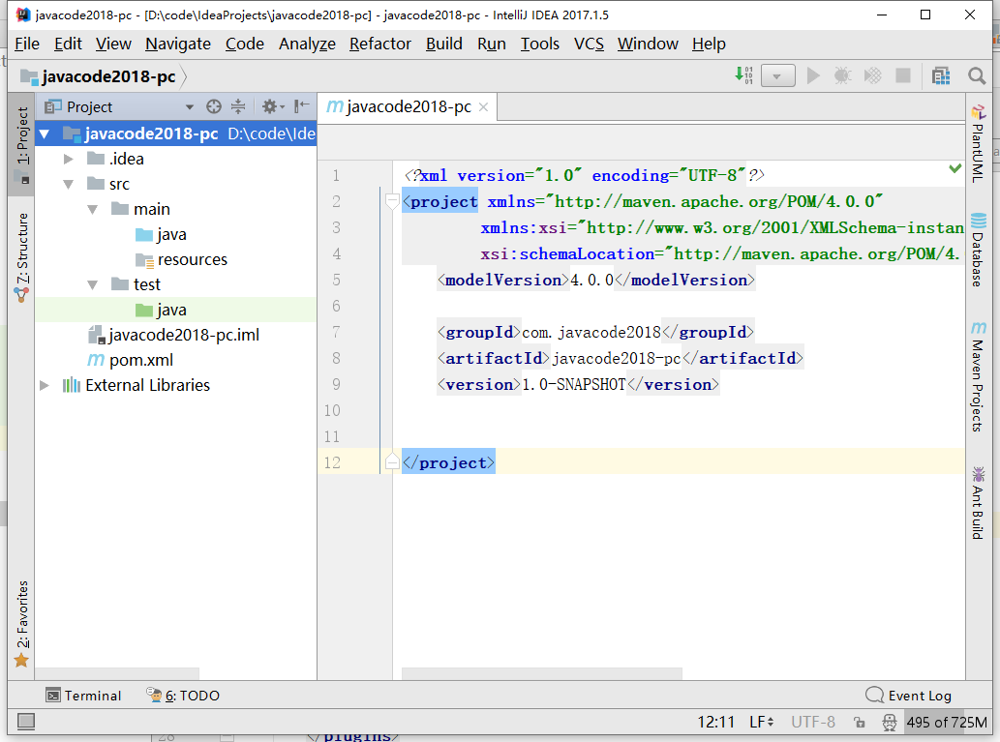 javacode2018-pc - [D:\code\IdeaProjects\javacode2018-pc] - javacode2018-pc - IntelliJ IDEA 2017.1.5
File Edit View Navigate Code Analyze Refactor Build Run Tools VCS Window Help
javacode2018-pc
Project
javacode2018-pc
1: Project
Z: Structure
2: Favorites
javacode2018-pc D:\code\Ide
.idea
src
main
java
resources
test
java
javacode2018-pc.iml
pom.xml
External Libraries
1 <?xml version="1.0" encoding="UTF-8"?>
2 <project xmlns="http://maven.apache.org/POM/4.0.0"
3 xmlns:xsi="http://www.w3.org/2001/XMLSchema-instan
4 xsi:schemaLocation="http://maven.apache.org/POM/4.
5 <modelVersion>4.0.0</modelVersion>
6
7 <groupId>com.javacode2018</groupId>
8 <artifactId>javacode2018-pc</artifactId>
9 <version>1.0-SNAPSHOT</version>
10
11
12 </project>
PlantUML
Database
Maven Projects
Ant Build
Terminal
6: TODO
Event Log
12:11 LF UTF-8 495 of 725M
28 </plugins>